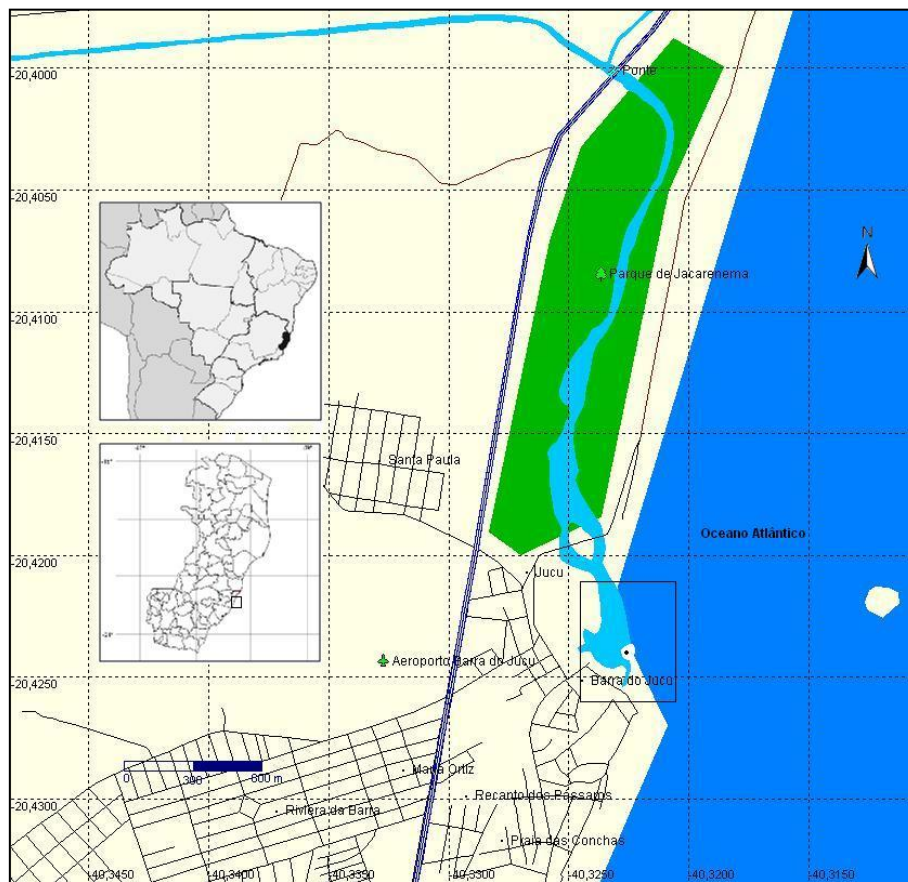 -20,4000
Ponte
-20,4050
N
Parque de Jacarenema
-20,4100
-20,4150
Santa Paula
Oceano Atlântico
-20,4200
Jucu
Aeroporto Barra do Jucu
Barra do Jucu
-20,4250
0 300 600 m
Maria Ortiz
Recanto dos Pássaros
-20,4300
Riviera da Barra
Praia das Conchas
-40,3450 -40,3400 -40,3350 -40,3300 -40,3250 -40,3200 -40,3150